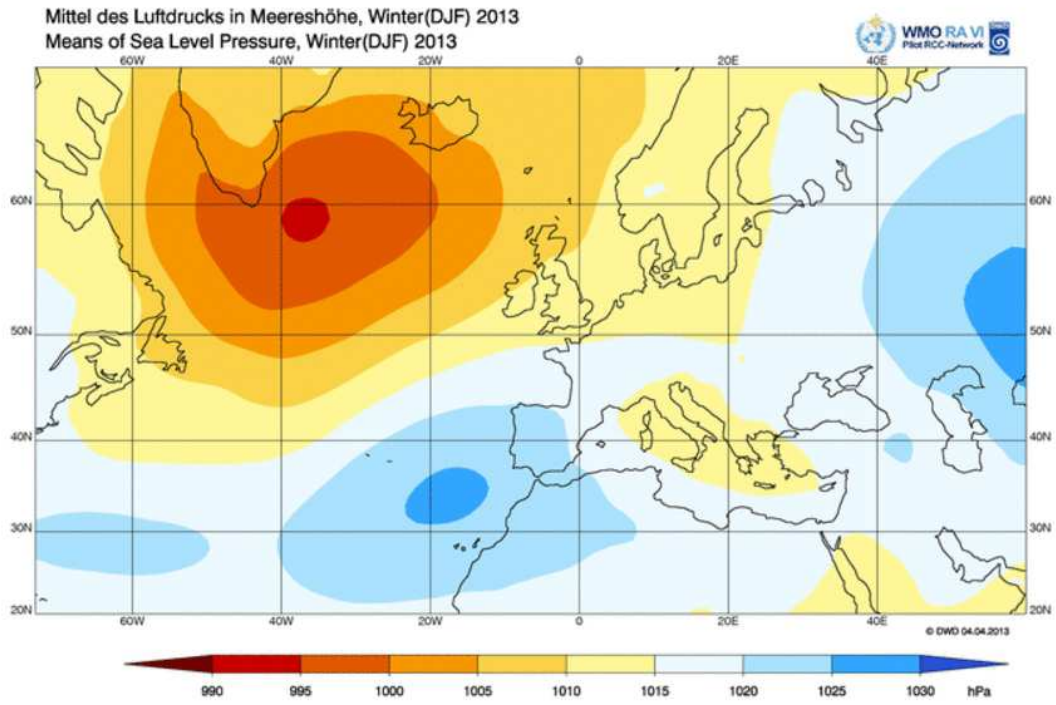 Mittel des Luftdrucks in Meereshöhe, Winter(DJF) 2013
Means of Sea Level Pressure, Winter(DJF) 2013
WMO RA VI
Pilot RCC-Network
60W 40W 20W 0 20E 40E
60N 60N
50N 50N
40N 40N
30N 30N
20N 20N
60W 40W 20W 0 20E 40E
© DWD 04.04.2013
990 995 1000 1005 1010 1015 1020 1025 1030 hPa